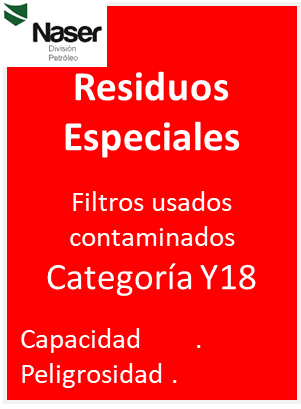 Naser
División
Petróleo
Residuos
Especiales
Filtros usados
contaminados
Categoría Y18
Capacidad .
Peligrosidad .